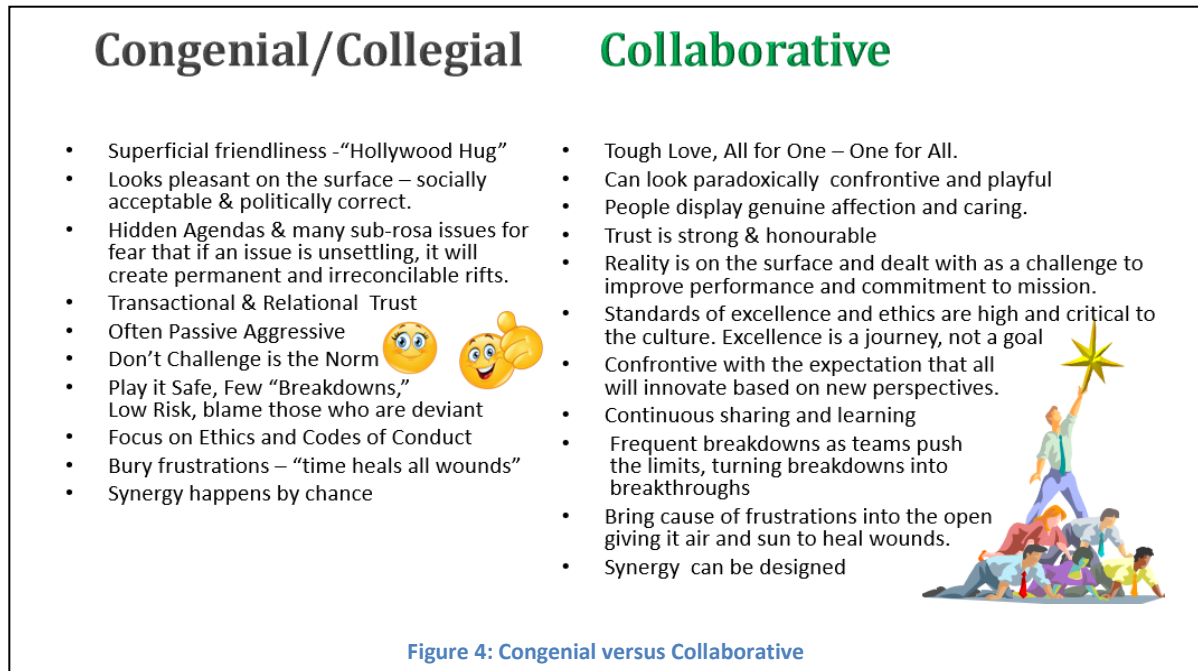 Congenial/Collegial
• Superficial friendliness -“Hollywood Hug”
• Looks pleasant on the surface – socially
acceptable & politically correct.
• Hidden Agendas & many sub-rosa issues for
fear that if an issue is unsettling, it will
create permanent and irreconcilable rifts.
• Transactional & Relational Trust
• Often Passive Aggressive
• Don’t Challenge is the Norm
• Play it Safe, Few “Breakdowns,”
Low Risk, blame those who are deviant
• Focus on Ethics and Codes of Conduct
• Bury frustrations – “time heals all wounds”
• Synergy happens by chance
Collaborative
• Tough Love, All for One – One for All.
• Can look paradoxically confrontive and playful
• People display genuine affection and caring.
• Trust is strong & honourable
• Reality is on the surface and dealt with as a challenge to
improve performance and commitment to mission.
• Standards of excellence and ethics are high and critical to
the culture. Excellence is a journey, not a goal
• Confrontive with the expectation that all
will innovate based on new perspectives.
• Continuous sharing and learning
• Frequent breakdowns as teams push
the limits, turning breakdowns into
breakthroughs
• Bring cause of frustrations into the open
giving it air and sun to heal wounds.
• Synergy can be designed
Figure 4: Congenial versus Collaborative